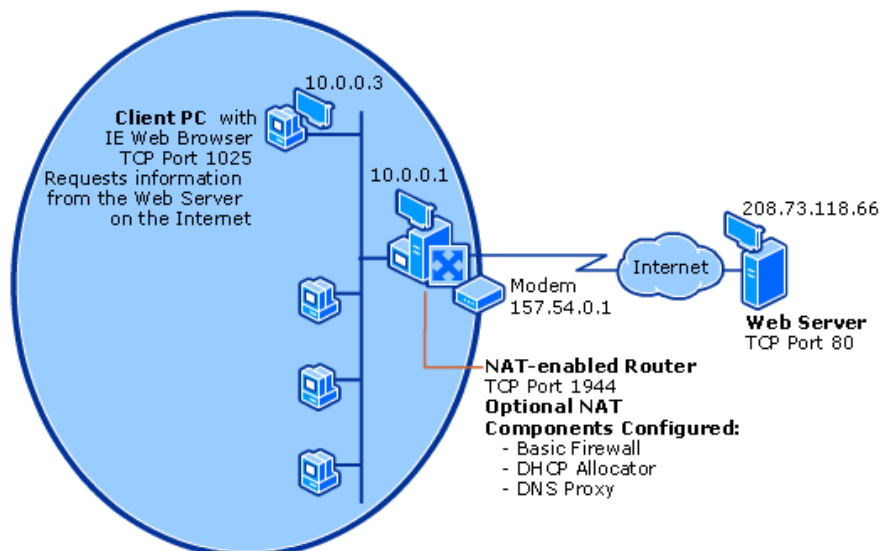 10.0.0.3
Client PC with
IE Web Browser
TCP Port 1025
Requests information
from the Web Server
on the Internet
10.0.0.1
208.73.118.66
Internet
Modem
157.54.0.1
Web Server
TCP Port 80
NAT-enabled Router
TCP Port 1944
Optional NAT
Components Configured:
- Basic Firewall
- DHCP Allocator
- DNS Proxy